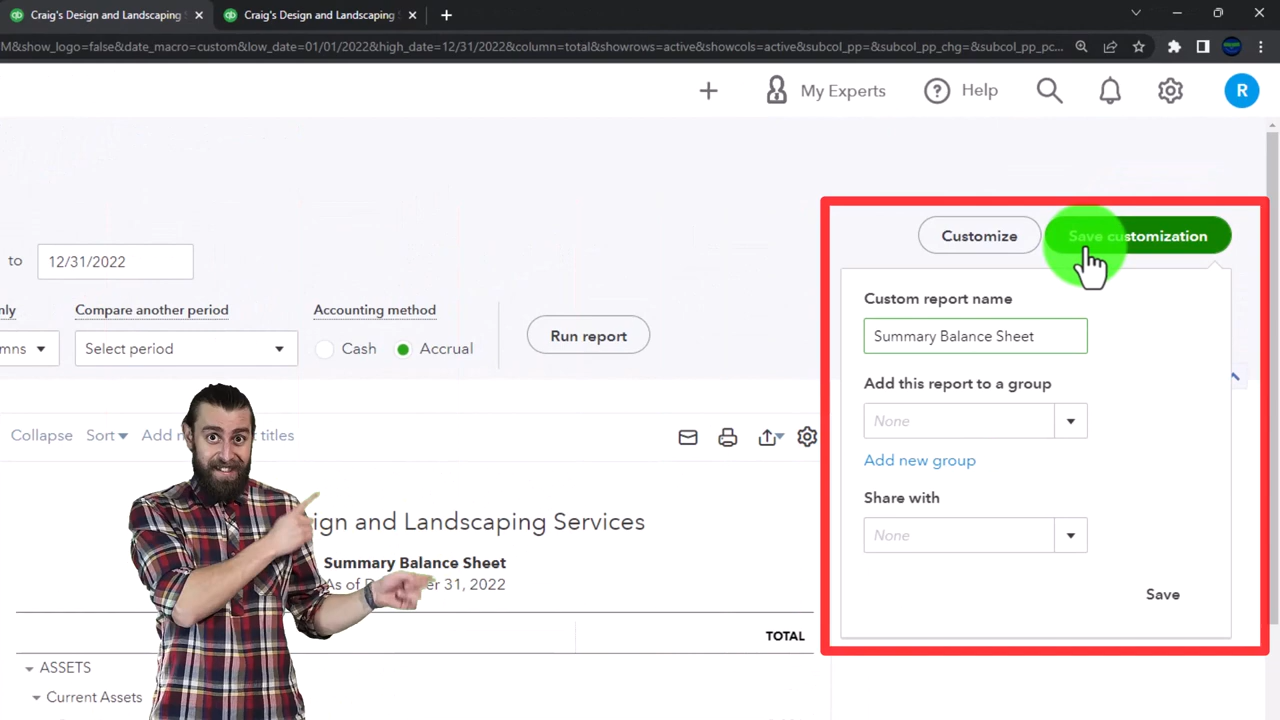 Craig's Design and Landscaping S
Craig's Design and Landscaping S
M&show_logo=false&date_macro=custom&low_date=01/01/2022&high_date=12/31/2022&column=total&showrows=active&showcols=active&subcol_pp=&subcol_pp_chg=&subcol_pp_pc...
My Experts
Help
R
Customize
Save customization
to
12/31/2022
Custom report name
nly
Compare another period
Accounting method
Summary Balance Sheet
mns
Select period
Cash
Accrual
Run report
Add this report to a group
None
Collapse
Sort
Add
titles
Add new group
Share with
ign and Landscaping Services
None
Summary Balance Sheet
As of D er 31, 2022
Save
TOTAL
ASSETS
Current Assets